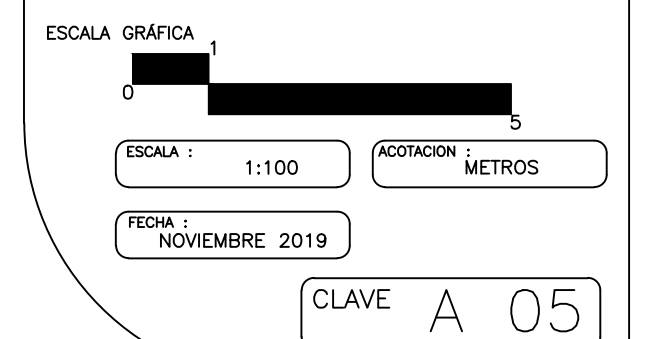 ESCALA GRÁFICA
1
0
5
ESCALA :
1:100
ACOTACION :
METROS
FECHA :
NOVIEMBRE 2019
CLAVE A 05